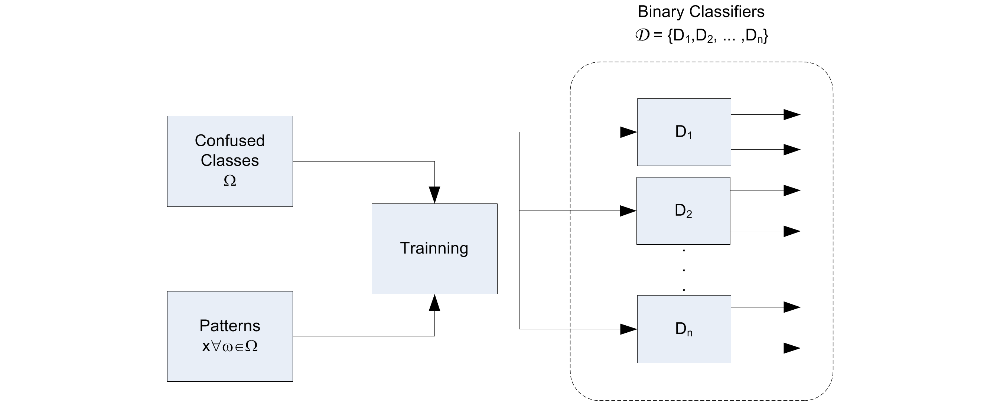 Binary Classifiers
𝒟 = {D₁,D₂, ... ,Dₙ}
Confused
Classes
Ω
Patterns
x∀ω∈Ω
Trainning
D₁
D₂
.
.
.
Dₙ